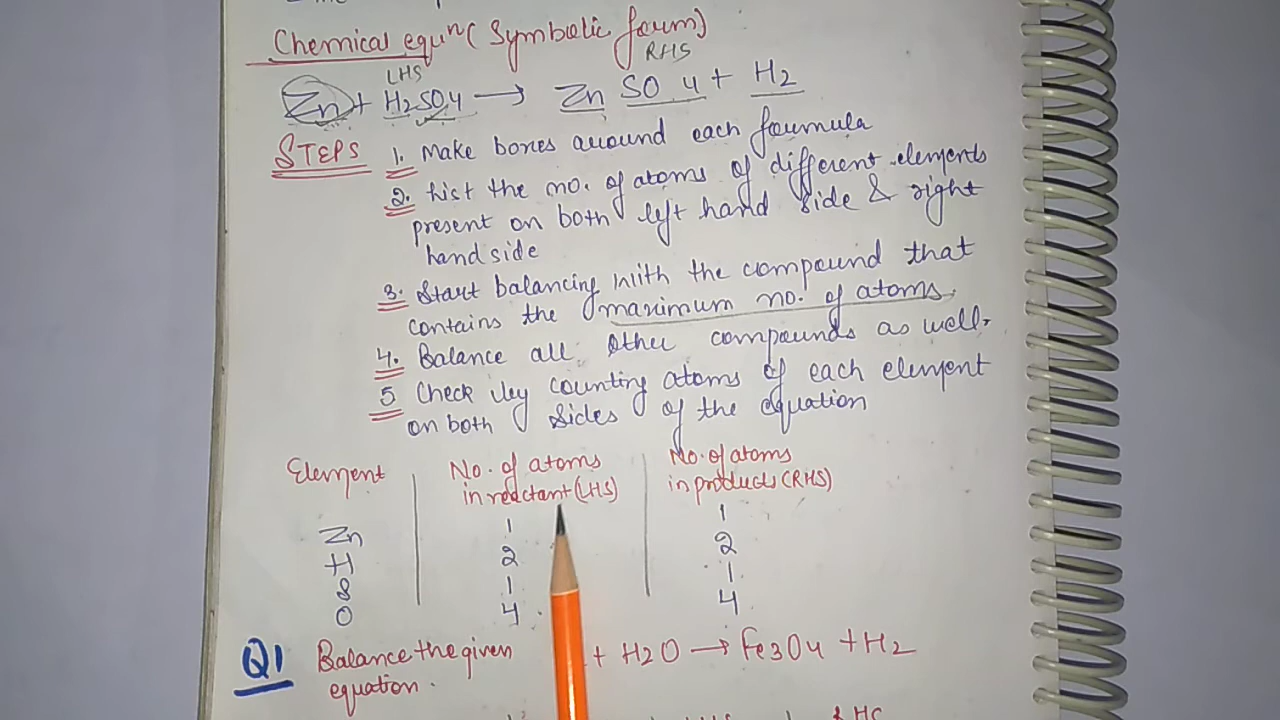 Chemical equⁿ ( Symbolic form)
LHS RHS
Zn + H2SO4 → Zn SO4 + H2
STEPS 1. Make boxes around each formula
2. List the no. of atoms of different elements
present on both left hand side & right
hand side
3. Start balancing with the compound that
contains the maximum no. of atoms.
4. Balance all other compounds as well.
5 Check by counting atoms of each element
on both sides of the equation
Element No. of atoms in reactant (LHS) No. of atoms in products (RHS)
Zn 1 1
H 2 2
S 1 1
O 4 4
Q1 Balance the given + H2O → Fe3O4 + H2
equation.